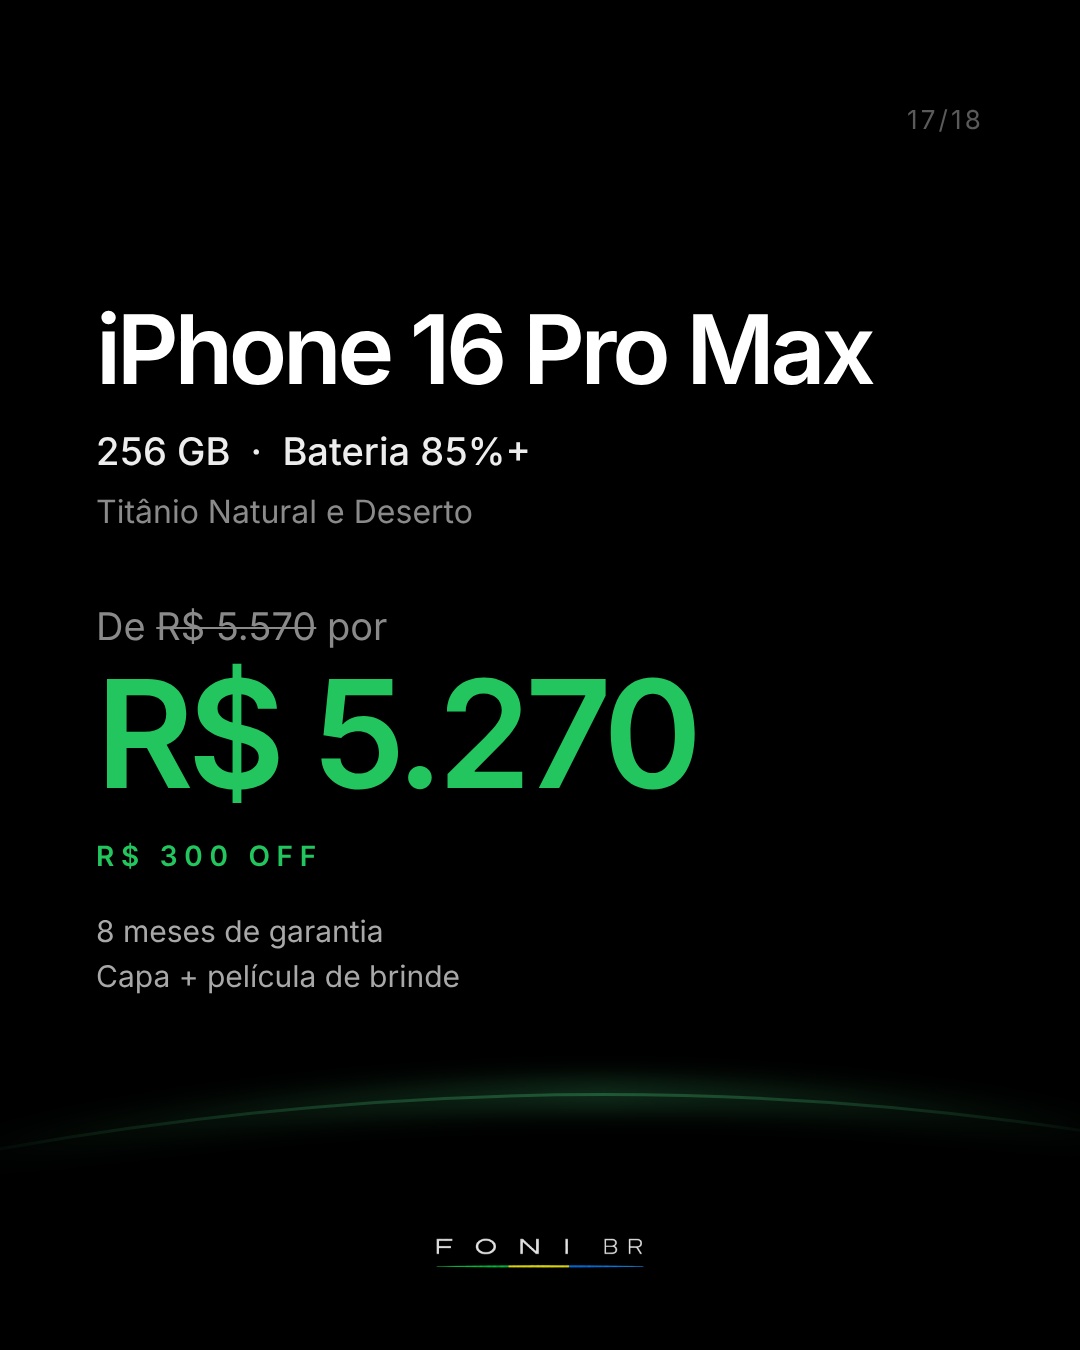 17/18
iPhone 16 Pro Max
256 GB · Bateria 85%+
Titânio Natural e Deserto
De R$ 5.570 por
R$ 5.270
R$ 300 OFF
8 meses de garantia
Capa + película de brinde
FONI BR